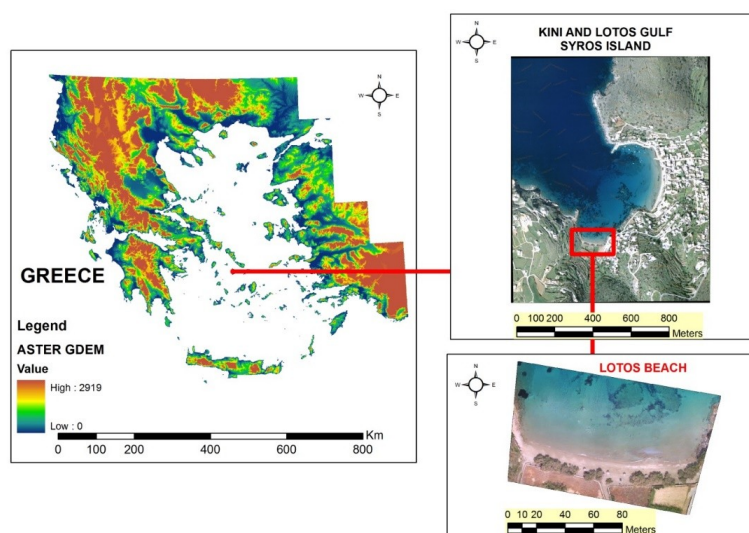 N
W E
S
GREECE
Legend
ASTER GDEM
Value
High : 2919
Low : 0
Km
0 200 400 600 800
N
W E
S
KINI AND LOTOS GULF
SYROS ISLAND
0 100 200 400 600 800
Meters
N
W E
S
LOTOS BEACH
0 10 20 40 60 80
Meters